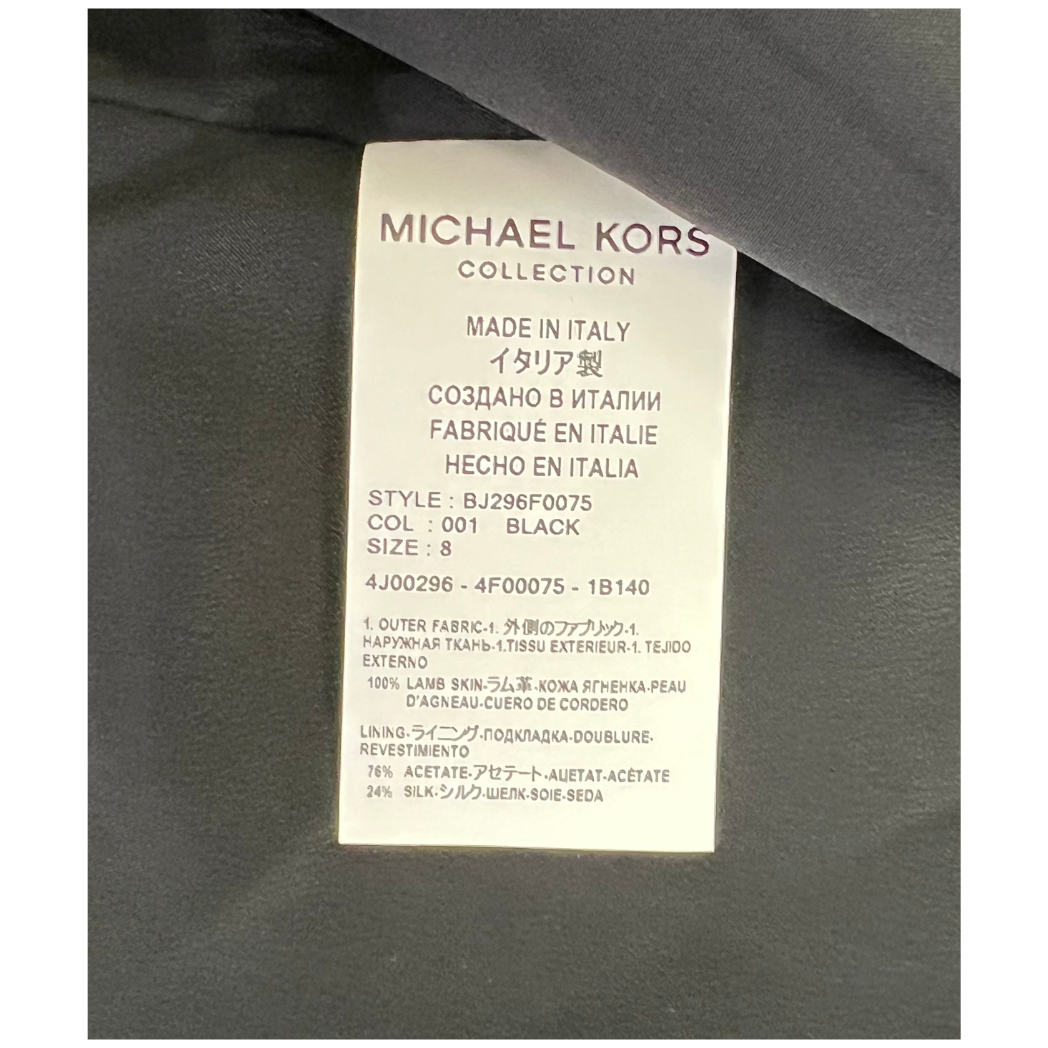 MICHAEL KORS
COLLECTION
MADE IN ITALY
イタリア製
СОЗДАНО В ИТАЛИИ
FABRIQUÉ EN ITALIE
HECHO EN ITALIA
STYLE : BJ296F0075
COL : 001 BLACK
SIZE : 8
4J00296 - 4F00075 - 1B140
1. OUTER FABRIC-1. 外側のファブリック-1.
НАРУЖНАЯ ТКАНЬ-1.TISSU EXTERIEUR-1. TEJIDO
EXTERNO
100% LAMB SKIN-ラム革-КОЖА ЯГНЕНКА-PEAU
D'AGNEAU-CUERO DE CORDERO
LINING-ライニング-ПОДКЛАДКА-DOUBLURE-
REVESTIMIENTO
76% ACETATE-アセテート-АЦЕТАТ-ACÉTATE
24% SILK-シルク-ШЕЛК-SOIE-SEDA